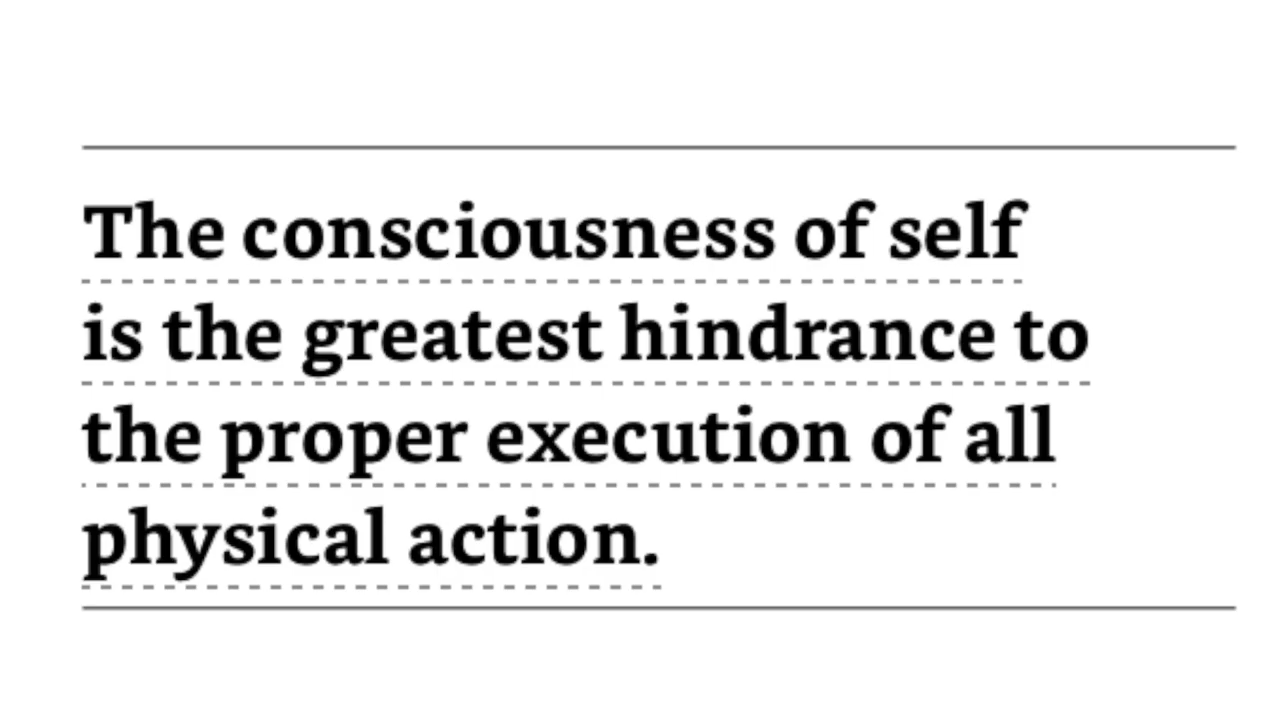 The consciousness of self
is the greatest hindrance to
the proper execution of all
physical action.